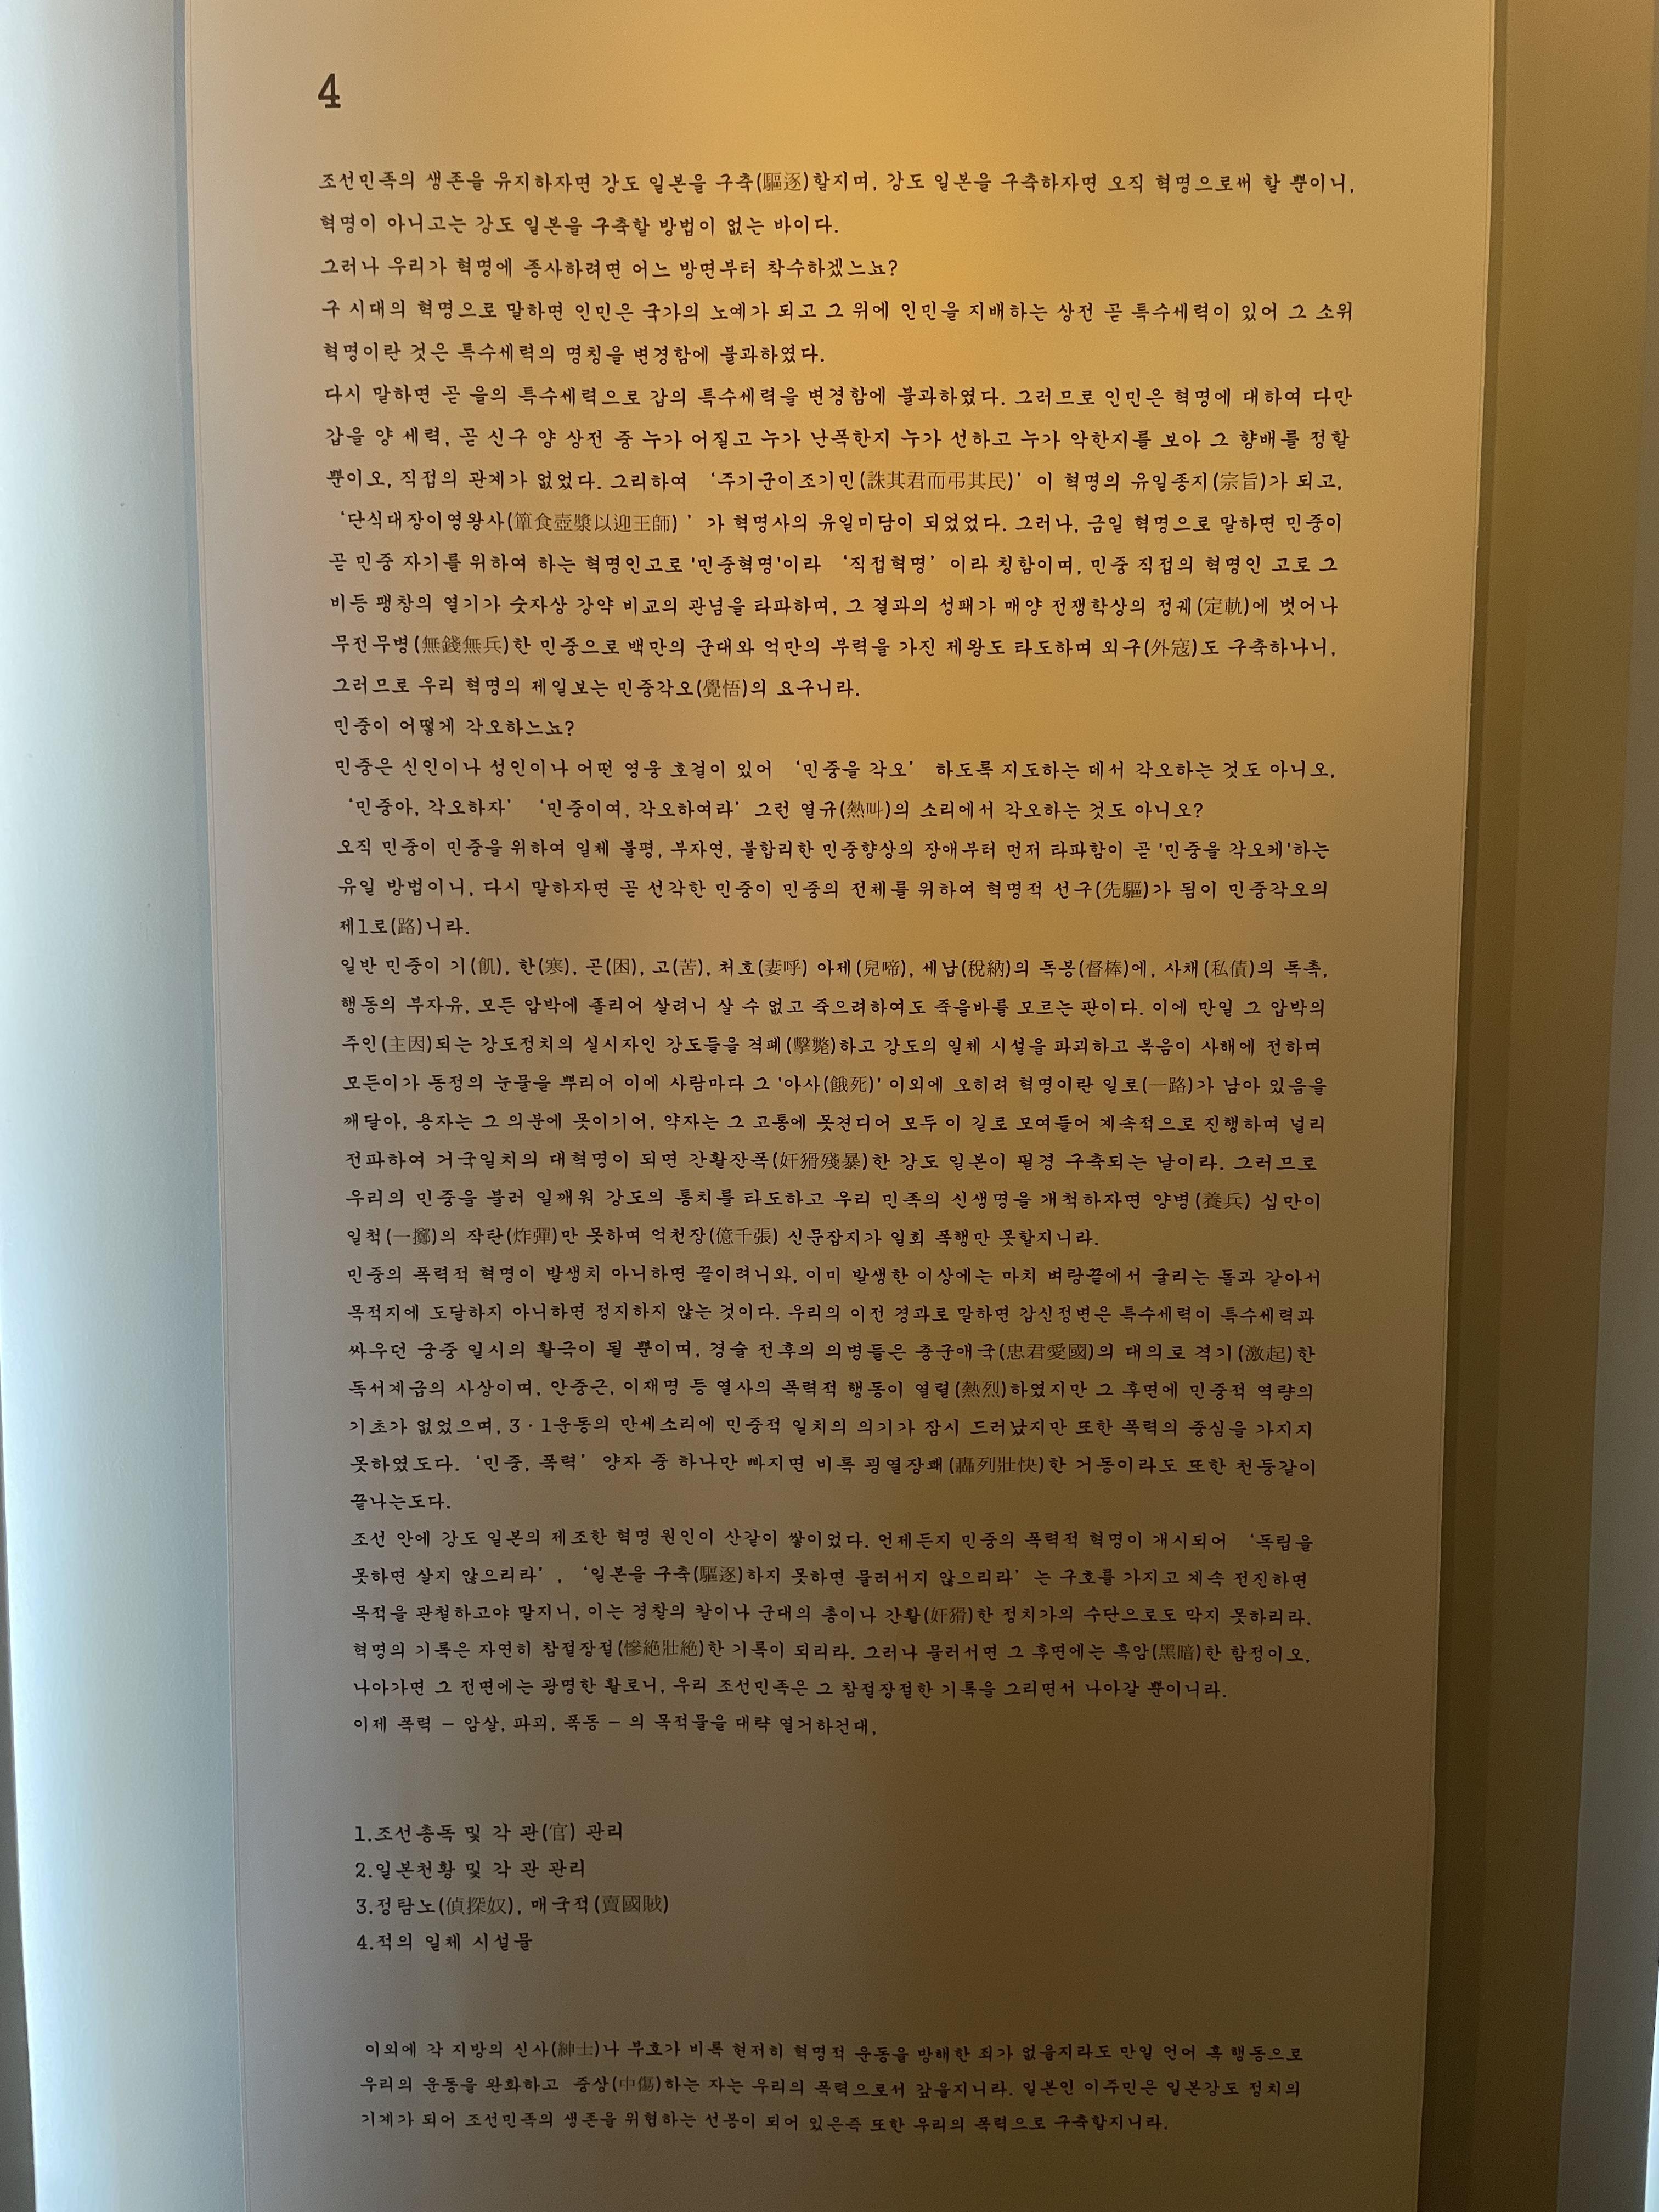 4
조선민족의 생존을 유지하자면 강도 일본을 구축(驅逐)할지며, 강도 일본을 구축하자면 오직 혁명으로써 할 뿐이니,
혁명이 아니고는 강도 일본을 구축할 방법이 없는 바이다.
그러나 우리가 혁명에 종사하려면 어느 방면부터 착수하겠느뇨?
구 시대의 혁명으로 말하면 인민은 국가의 노예가 되고 그 위에 인민을 지배하는 상전 곧 특수세력이 있어 그 소위
혁명이란 것은 특수세력의 명칭을 변경함에 불과하였다.
다시 말하면 곧 을의 특수세력으로 갑의 특수세력을 변경함에 불과하였다. 그러므로 인민은 혁명에 대하여 다만
갑을 양 세력, 곧 신구 양 상전 중 누가 어질고 누가 난폭한지 누가 선하고 누가 악한지를 보아 그 향배를 정할
뿐이오, 직접의 관계가 없었다. 그리하여 ‘주기군이조기민(誅其君而弔其民)’ 이 혁명의 유일종지(宗旨)가 되고,
‘단식대장이영왕사(簞食壺漿以迎王師) ’ 가 혁명사의 유일미담이 되었었다. 그러나, 금일 혁명으로 말하면 민중이
곧 민중 자기를 위하여 하는 혁명인고로 '민중혁명'이라 ‘직접혁명’ 이라 칭함이며, 민중 직접의 혁명인 고로 그
비등 팽창의 열기가 숫자상 강약 비교의 관념을 타파하며, 그 결과의 성패가 매양 전쟁학상의 정궤(定軌)에 벗어나
무전무병(無錢無兵)한 민중으로 백만의 군대와 억만의 부력을 가진 제왕도 타도하며 외구(外寇)도 구축하나니,
그러므로 우리 혁명의 제일보는 민중각오(覺悟)의 요구니라.
민중이 어떻게 각오하느뇨?
민중은 신인이나 성인이나 어떤 영웅 호걸이 있어 ‘민중을 각오’ 하도록 지도하는 데서 각오하는 것도 아니오,
‘민중아, 각오하자’ ‘민중이여, 각오하여라’ 그런 열규(熱叫)의 소리에서 각오하는 것도 아니오?
오직 민중이 민중을 위하여 일체 불평, 부자연, 불합리한 민중향상의 장애부터 먼저 타파함이 곧 '민중을 각오케'하는
유일 방법이니, 다시 말하자면 곧 선각한 민중이 민중의 전체를 위하여 혁명적 선구(先驅)가 됨이 민중각오의
제1로(路)니라.
일반 민중이 기(飢), 한(寒), 곤(困), 고(苦), 처호(妻呼) 아제(兒啼), 세납(稅納)의 독봉(督棒)에, 사채(私債)의 독촉,
행동의 부자유, 모든 압박에 졸리어 살려니 살 수 없고 죽으려하여도 죽을바를 모르는 판이다. 이에 만일 그 압박의
주인(主因)되는 강도정치의 실시자인 강도들을 격폐(擊斃)하고 강도의 일체 시설을 파괴하고 복음이 사해에 전하며
모든이가 동정의 눈물을 뿌리어 이에 사람마다 그 '아사(餓死)' 이외에 오히려 혁명이란 일로(一路)가 남아 있음을
깨달아, 용자는 그 의분에 못이기어, 약자는 그 고통에 못견디어 모두 이 길로 모여들어 계속적으로 진행하며 널리
전파하여 거국일치의 대혁명이 되면 간활잔폭(奸猾殘暴)한 강도 일본이 필경 구축되는 날이라. 그러므로
우리의 민중을 불러 일깨워 강도의 통치를 타도하고 우리 민족의 신생명을 개척하자면 양병(養兵) 십만이
일척(一擲)의 작탄(炸彈)만 못하며 억천장(億千張) 신문잡지가 일회 폭행만 못할지니라.
민중의 폭력적 혁명이 발생치 아니하면 끝이려니와, 이미 발생한 이상에는 마치 벼랑끝에서 굴리는 돌과 같아서
목적지에 도달하지 아니하면 정지하지 않는 것이다. 우리의 이전 경과로 말하면 갑신정변은 특수세력이 특수세력과
싸우던 궁중 일시의 활극이 될 뿐이며, 경술 전후의 의병들은 충군애국(忠君愛國)의 대의로 격기(激起)한
독서계급의 사상이며, 안중근, 이재명 등 열사의 폭력적 행동이 열렬(熱烈)하였지만 그 후면에 민중적 역량의
기초가 없었으며, 3·1운동의 만세소리에 민중적 일치의 의기가 잠시 드러났지만 또한 폭력의 중심을 가지지
못하였도다. ‘민중, 폭력’ 양자 중 하나만 빠지면 비록 굉열장쾌(轟列壯快)한 거동이라도 또한 천둥같이
끝나는도다.
조선 안에 강도 일본의 제조한 혁명 원인이 산같이 쌓이었다. 언제든지 민중의 폭력적 혁명이 개시되어 ‘독립을
못하면 살지 않으리라’ , ‘일본을 구축(驅逐)하지 못하면 물러서지 않으리라’ 는 구호를 가지고 계속 전진하면
목적을 관철하고야 말지니, 이는 경찰의 칼이나 군대의 총이나 간활(奸猾)한 정치가의 수단으로도 막지 못하리라.
혁명의 기록은 자연히 참절장절(慘絶壯絶)한 기록이 되리라. 그러나 물러서면 그 후면에는 흑암(黑暗)한 함정이오,
나아가면 그 전면에는 광명한 활로니, 우리 조선민족은 그 참절장절한 기록을 그리면서 나아갈 뿐이니라.
이제 폭력 – 암살, 파괴, 폭동 – 의 목적물을 대략 열거하건대,
1.조선총독 및 각 관(官) 관리
2.일본천황 및 각 관 관리
3.정탐노(偵探奴), 매국적(賣國賊)
4.적의 일체 시설물
이외에 각 지방의 신사(紳士)나 부호가 비록 현저히 혁명적 운동을 방해한 죄가 없을지라도 만일 언어 혹 행동으로
우리의 운동을 완화하고 중상(中傷)하는 자는 우리의 폭력으로서 갚을지니라. 일본인 이주민은 일본강도 정치의
기계가 되어 조선민족의 생존을 위협하는 선봉이 되어 있은즉 또한 우리의 폭력으로 구축할지니라.